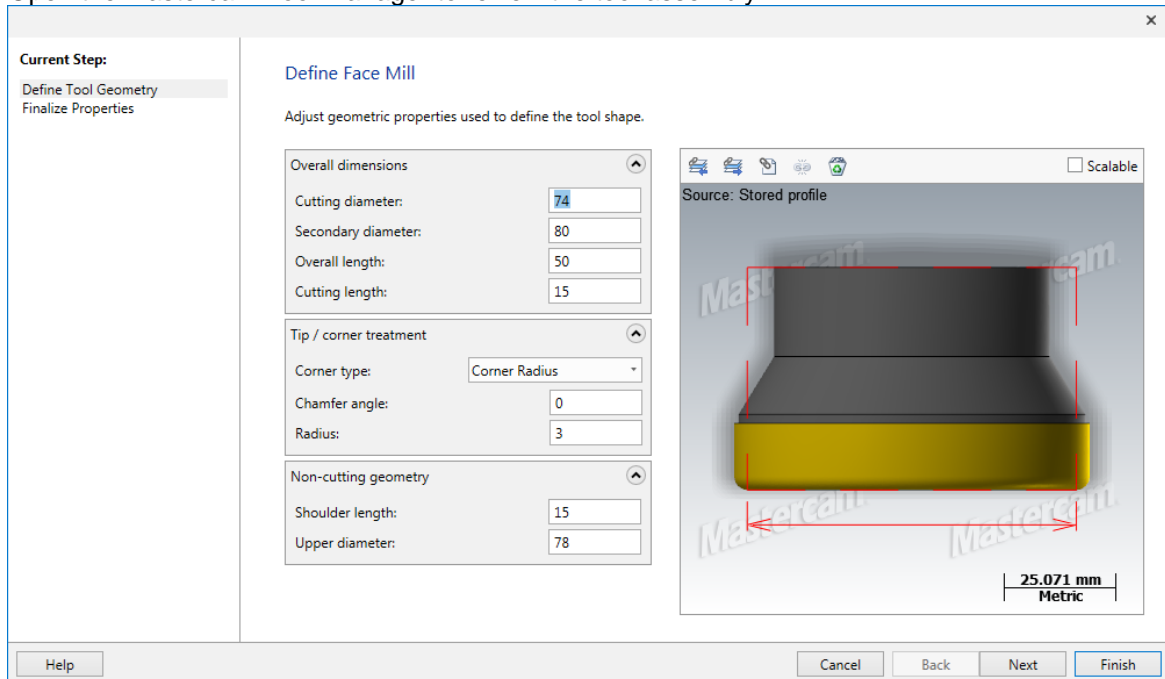 Current Step:
Define Tool Geometry
Finalize Properties
Define Face Mill
Adjust geometric properties used to define the tool shape.
Overall dimensions
Cutting diameter: 74
Secondary diameter: 80
Overall length: 50
Cutting length: 15
Tip / corner treatment
Corner type: Corner Radius
Chamfer angle: 0
Radius: 3
Non-cutting geometry
Shoulder length: 15
Upper diameter: 78
Scalable
Source: Stored profile
Mastercam
Mastercam
Mastercam
25.071 mm
Metric
Help Cancel Back Next Finish